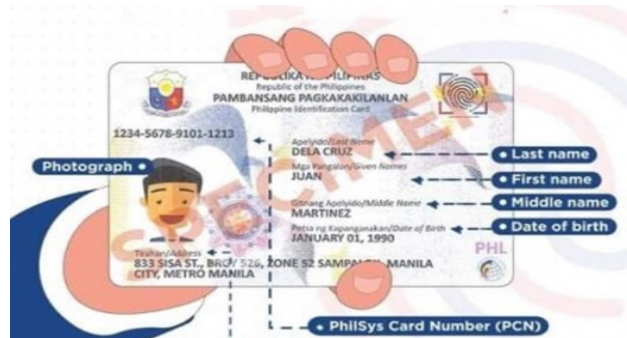 REPUBLIKA NG PILIPINAS
Republic of the Philippines
PAMBANSANG PAGKAKAKILANLAN
Philippine Identification Card
1234-5678-9101-1213
Apelyido/Last Name
DELA CRUZ
Last name
Mga Pangalan/Given Names
JUAN
First name
Photograph
Gitnang Apelyido/Middle Name
MARTINEZ
Middle name
Petsa ng Kapanganakan/Date of Birth
JANUARY 01, 1990
Date of birth
PHL
Tirahan/Address
833 SISA ST., BRGY 526, ZONE 52 SAMPALOK, MANILA
CITY, METRO MANILA
SPECIMEN
PhilSys Card Number (PCN)